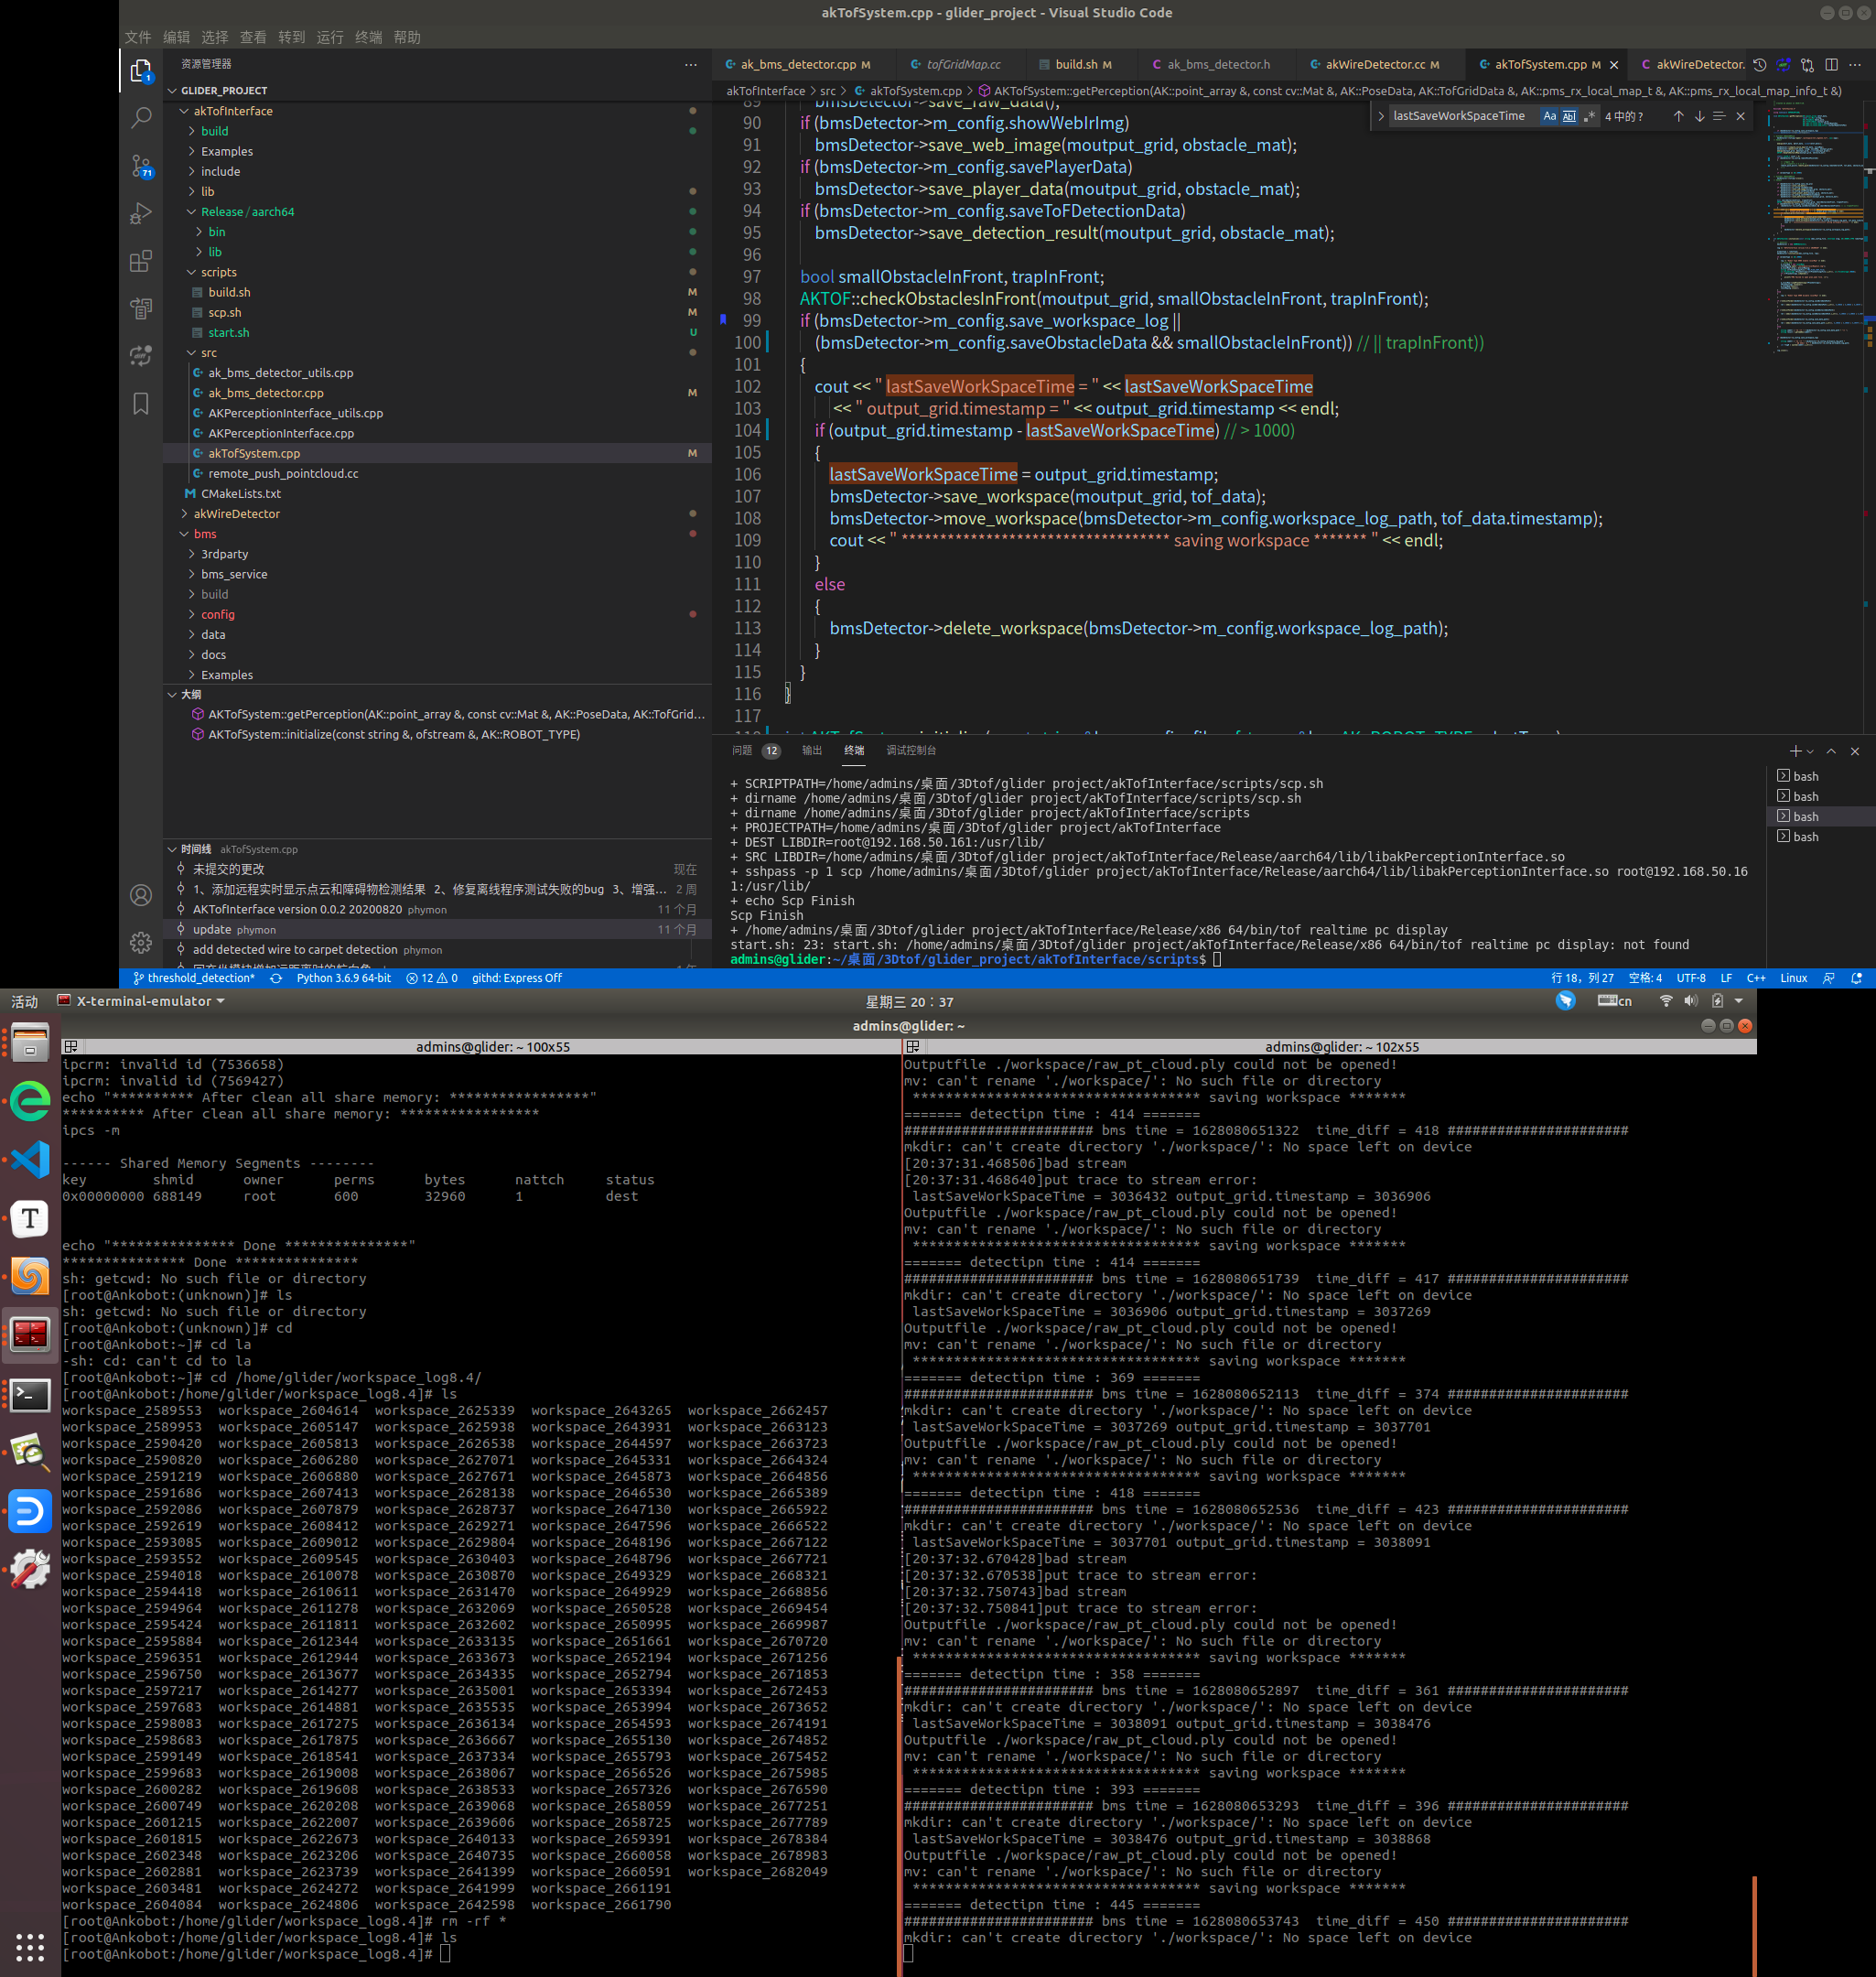 akTofSystem.cpp - glider_project - Visual Studio Code
文件 编辑 选择 查看 转到 运行 终端 帮助
资源管理器
GLIDER_PROJECT
akTofInterface
build
Examples
include
lib
Release / aarch64
bin
lib
scripts
build.sh M
scp.sh M
start.sh U
src
ak_bms_detector_utils.cpp
ak_bms_detector.cpp M
AKPerceptionInterface_utils.cpp
AKPerceptionInterface.cpp
akTofSystem.cpp M
remote_push_pointcloud.cc
CMakeLists.txt
akWireDetector
bms
3rdparty
bms_service
build
config
data
docs
Examples
大纲
AKTofSystem::getPerception(AK::point_array &, const cv::Mat &, AK::PoseData, AK::TofGrid...
AKTofSystem::initialize(const string &, ofstream &, AK::ROBOT_TYPE)
时间线 akTofSystem.cpp
未提交的更改 现在
1、添加远程实时显示点云和障碍物检测结果 2、修复离线程序测试失败的bug 3、增强... 2 周
AKTofInterface version 0.0.2 20200820 phymon 11 个月
update phymon 11 个月
add detected wire to carpet detection phymon 11 个月
ak_bms_detector.cpp M tofGridMap.cc build.sh M ak_bms_detector.h akWireDetector.cc M akTofSystem.cpp M akWireDetector.
akTofInterface > src > akTofSystem.cpp > AKTofSystem::getPerception(AK::point_array &, const cv::Mat &, AK::PoseData, AK::TofGridData &, AK::pms_rx_local_map_t &, AK::pms_rx_local_map_info_t &)
lastSaveWorkSpaceTime Aa Abl .* 4 中的 ?
89 bmsDetector->save_raw_data();
90 if (bmsDetector->m_config.showWebIrImg)
91 bmsDetector->save_web_image(moutput_grid, obstacle_mat);
92 if (bmsDetector->m_config.savePlayerData)
93 bmsDetector->save_player_data(moutput_grid, obstacle_mat);
94 if (bmsDetector->m_config.saveToFDetectionData)
95 bmsDetector->save_detection_result(moutput_grid, obstacle_mat);
96
97 bool smallObstacleInFront, trapInFront;
98 AKTOF::checkObstaclesInFront(moutput_grid, smallObstacleInFront, trapInFront);
99 if (bmsDetector->m_config.save_workspace_log ||
100 (bmsDetector->m_config.saveObstacleData && smallObstacleInFront)) // || trapInFront))
101 {
102 cout << " lastSaveWorkSpaceTime = " << lastSaveWorkSpaceTime
103 << " output_grid.timestamp = " << output_grid.timestamp << endl;
104 if (output_grid.timestamp - lastSaveWorkSpaceTime) // > 1000)
105 {
106 lastSaveWorkSpaceTime = output_grid.timestamp;
107 bmsDetector->save_workspace(moutput_grid, tof_data);
108 bmsDetector->move_workspace(bmsDetector->m_config.workspace_log_path, tof_data.timestamp);
109 cout << " *********************************** saving workspace ******* " << endl;
110 }
111 else
112 {
113 bmsDetector->delete_workspace(bmsDetector->m_config.workspace_log_path);
114 }
115 }
116 }
117
问题 12 输出 终端 调试控制台
+ SCRIPTPATH=/home/admins/桌面/3Dtof/glider project/akTofInterface/scripts/scp.sh
+ dirname /home/admins/桌面/3Dtof/glider project/akTofInterface/scripts/scp.sh
+ dirname /home/admins/桌面/3Dtof/glider project/akTofInterface/scripts
+ PROJECTPATH=/home/admins/桌面/3Dtof/glider project/akTofInterface
+ DEST LIBDIR=root@192.168.50.161:/usr/lib/
+ SRC LIBDIR=/home/admins/桌面/3Dtof/glider project/akTofInterface/Release/aarch64/lib/libakPerceptionInterface.so
+ sshpass -p 1 scp /home/admins/桌面/3Dtof/glider project/akTofInterface/Release/aarch64/lib/libakPerceptionInterface.so root@192.168.50.16
1:/usr/lib/
+ echo Scp Finish
Scp Finish
+ /home/admins/桌面/3Dtof/glider project/akTofInterface/Release/x86 64/bin/tof realtime pc display
start.sh: 23: start.sh: /home/admins/桌面/3Dtof/glider project/akTofInterface/Release/x86 64/bin/tof realtime pc display: not found
admins@glider:~/桌面/3Dtof/glider_project/akTofInterface/scripts$
bash
bash
bash
bash
threshold_detection* Python 3.6.9 64-bit 12 0 githd: Express Off 行 18，列 27 空格: 4 UTF-8 LF C++ Linux
活动 X-terminal-emulator 星期三 20：37 cn
admins@glider: ~
admins@glider: ~ 100x55
ipcrm: invalid id (7536658)
ipcrm: invalid id (7569427)
echo "********** After clean all share memory: *****************"
********** After clean all share memory: *****************
ipcs -m
------ Shared Memory Segments --------
key shmid owner perms bytes nattch status
0x00000000 688149 root 600 32960 1 dest
echo "*************** Done ***************"
*************** Done ***************
sh: getcwd: No such file or directory
[root@Ankobot:(unknown)]# ls
sh: getcwd: No such file or directory
[root@Ankobot:(unknown)]# cd
[root@Ankobot:~]# cd la
-sh: cd: can't cd to la
[root@Ankobot:~]# cd /home/glider/workspace_log8.4/
[root@Ankobot:/home/glider/workspace_log8.4]# ls
workspace_2589553 workspace_2604614 workspace_2625339 workspace_2643265 workspace_2662457
workspace_2589953 workspace_2605147 workspace_2625938 workspace_2643931 workspace_2663123
workspace_2590420 workspace_2605813 workspace_2626538 workspace_2644597 workspace_2663723
workspace_2590820 workspace_2606280 workspace_2627071 workspace_2645331 workspace_2664324
workspace_2591219 workspace_2606880 workspace_2627671 workspace_2645873 workspace_2664856
workspace_2591686 workspace_2607413 workspace_2628138 workspace_2646530 workspace_2665389
workspace_2592086 workspace_2607879 workspace_2628737 workspace_2647130 workspace_2665922
workspace_2592619 workspace_2608412 workspace_2629271 workspace_2647596 workspace_2666522
workspace_2593085 workspace_2609012 workspace_2629804 workspace_2648196 workspace_2667122
workspace_2593552 workspace_2609545 workspace_2630403 workspace_2648796 workspace_2667721
workspace_2594018 workspace_2610078 workspace_2630870 workspace_2649329 workspace_2668321
workspace_2594418 workspace_2610611 workspace_2631470 workspace_2649929 workspace_2668856
workspace_2594964 workspace_2611278 workspace_2632069 workspace_2650528 workspace_2669454
workspace_2595424 workspace_2611811 workspace_2632602 workspace_2650995 workspace_2669987
workspace_2595884 workspace_2612344 workspace_2633135 workspace_2651661 workspace_2670720
workspace_2596351 workspace_2612944 workspace_2633673 workspace_2652194 workspace_2671256
workspace_2596750 workspace_2613677 workspace_2634335 workspace_2652794 workspace_2671853
workspace_2597217 workspace_2614277 workspace_2635001 workspace_2653394 workspace_2672453
workspace_2597683 workspace_2614881 workspace_2635535 workspace_2653994 workspace_2673652
workspace_2598083 workspace_2617275 workspace_2636134 workspace_2654593 workspace_2674191
workspace_2598683 workspace_2617875 workspace_2636667 workspace_2655130 workspace_2674852
workspace_2599149 workspace_2618541 workspace_2637334 workspace_2655793 workspace_2675452
workspace_2599683 workspace_2619008 workspace_2638067 workspace_2656526 workspace_2675985
workspace_2600282 workspace_2619608 workspace_2638533 workspace_2657326 workspace_2676590
workspace_2600749 workspace_2620208 workspace_2639068 workspace_2658059 workspace_2677251
workspace_2601215 workspace_2622007 workspace_2639606 workspace_2658725 workspace_2677789
workspace_2601815 workspace_2622673 workspace_2640133 workspace_2659391 workspace_2678384
workspace_2602348 workspace_2623206 workspace_2640735 workspace_2660058 workspace_2678983
workspace_2602881 workspace_2623739 workspace_2641399 workspace_2660591 workspace_2682049
workspace_2603481 workspace_2624272 workspace_2641999 workspace_2661191
workspace_2604084 workspace_2624806 workspace_2642598 workspace_2661790
[root@Ankobot:/home/glider/workspace_log8.4]# rm -rf *
[root@Ankobot:/home/glider/workspace_log8.4]# ls
[root@Ankobot:/home/glider/workspace_log8.4]#
admins@glider: ~ 102x55
Outputfile ./workspace/raw_pt_cloud.ply could not be opened!
mv: can't rename './workspace/': No such file or directory
*********************************** saving workspace *******
======= detectipn time : 414 =======
####################### bms time = 1628080651322 time_diff = 418 ######################
mkdir: can't create directory './workspace/': No space left on device
[20:37:31.468506]bad stream
[20:37:31.468640]put trace to stream error:
lastSaveWorkSpaceTime = 3036432 output_grid.timestamp = 3036906
Outputfile ./workspace/raw_pt_cloud.ply could not be opened!
mv: can't rename './workspace/': No such file or directory
*********************************** saving workspace *******
======= detectipn time : 414 =======
####################### bms time = 1628080651739 time_diff = 417 ######################
mkdir: can't create directory './workspace/': No space left on device
lastSaveWorkSpaceTime = 3036906 output_grid.timestamp = 3037269
Outputfile ./workspace/raw_pt_cloud.ply could not be opened!
mv: can't rename './workspace/': No such file or directory
*********************************** saving workspace *******
======= detectipn time : 369 =======
####################### bms time = 1628080652113 time_diff = 374 ######################
mkdir: can't create directory './workspace/': No space left on device
lastSaveWorkSpaceTime = 3037269 output_grid.timestamp = 3037701
Outputfile ./workspace/raw_pt_cloud.ply could not be opened!
mv: can't rename './workspace/': No such file or directory
*********************************** saving workspace *******
======= detectipn time : 418 =======
####################### bms time = 1628080652536 time_diff = 423 ######################
mkdir: can't create directory './workspace/': No space left on device
lastSaveWorkSpaceTime = 3037701 output_grid.timestamp = 3038091
[20:37:32.670428]bad stream
[20:37:32.670538]put trace to stream error:
[20:37:32.750743]bad stream
[20:37:32.750841]put trace to stream error:
Outputfile ./workspace/raw_pt_cloud.ply could not be opened!
mv: can't rename './workspace/': No such file or directory
*********************************** saving workspace *******
======= detectipn time : 358 =======
####################### bms time = 1628080652897 time_diff = 361 ######################
mkdir: can't create directory './workspace/': No space left on device
lastSaveWorkSpaceTime = 3038091 output_grid.timestamp = 3038476
Outputfile ./workspace/raw_pt_cloud.ply could not be opened!
mv: can't rename './workspace/': No such file or directory
*********************************** saving workspace *******
======= detectipn time : 393 =======
####################### bms time = 1628080653293 time_diff = 396 ######################
mkdir: can't create directory './workspace/': No space left on device
lastSaveWorkSpaceTime = 3038476 output_grid.timestamp = 3038868
Outputfile ./workspace/raw_pt_cloud.ply could not be opened!
mv: can't rename './workspace/': No such file or directory
*********************************** saving workspace *******
======= detectipn time : 445 =======
####################### bms time = 1628080653743 time_diff = 450 ######################
mkdir: can't create directory './workspace/': No space left on device